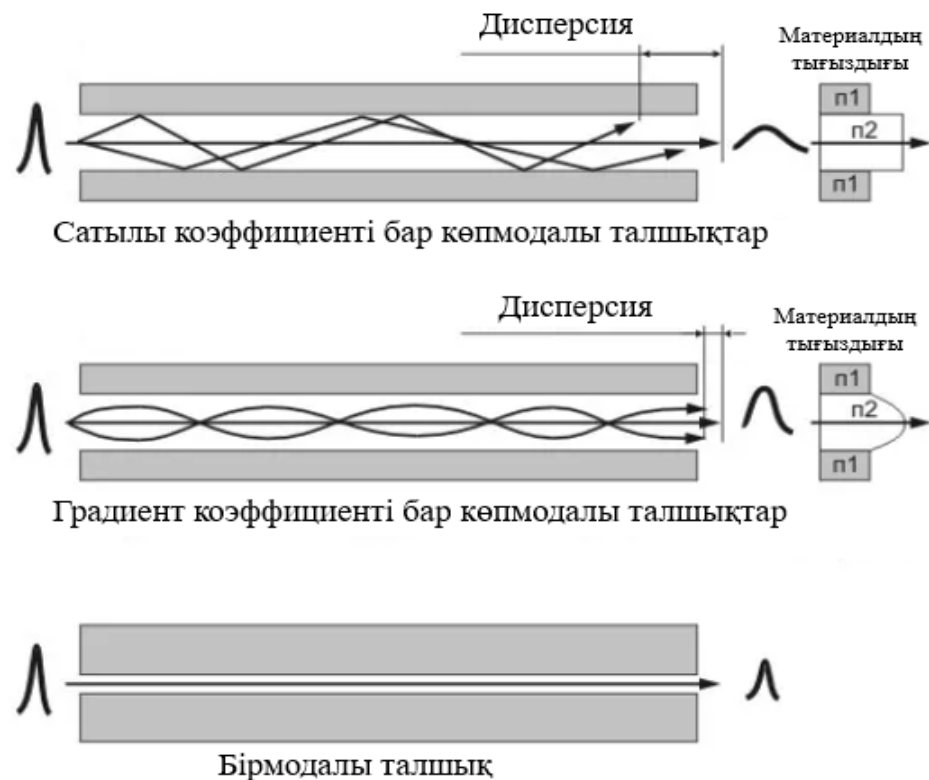 Дисперсия
Материалдың
тығыздығы
п1
п2
п1
Сатылы коэффициенті бар көпмодалы талшықтар
Дисперсия
Материалдың
тығыздығы
п1
п2
п1
Градиент коэффициенті бар көпмодалы талшықтар
Бірмодалы талшық